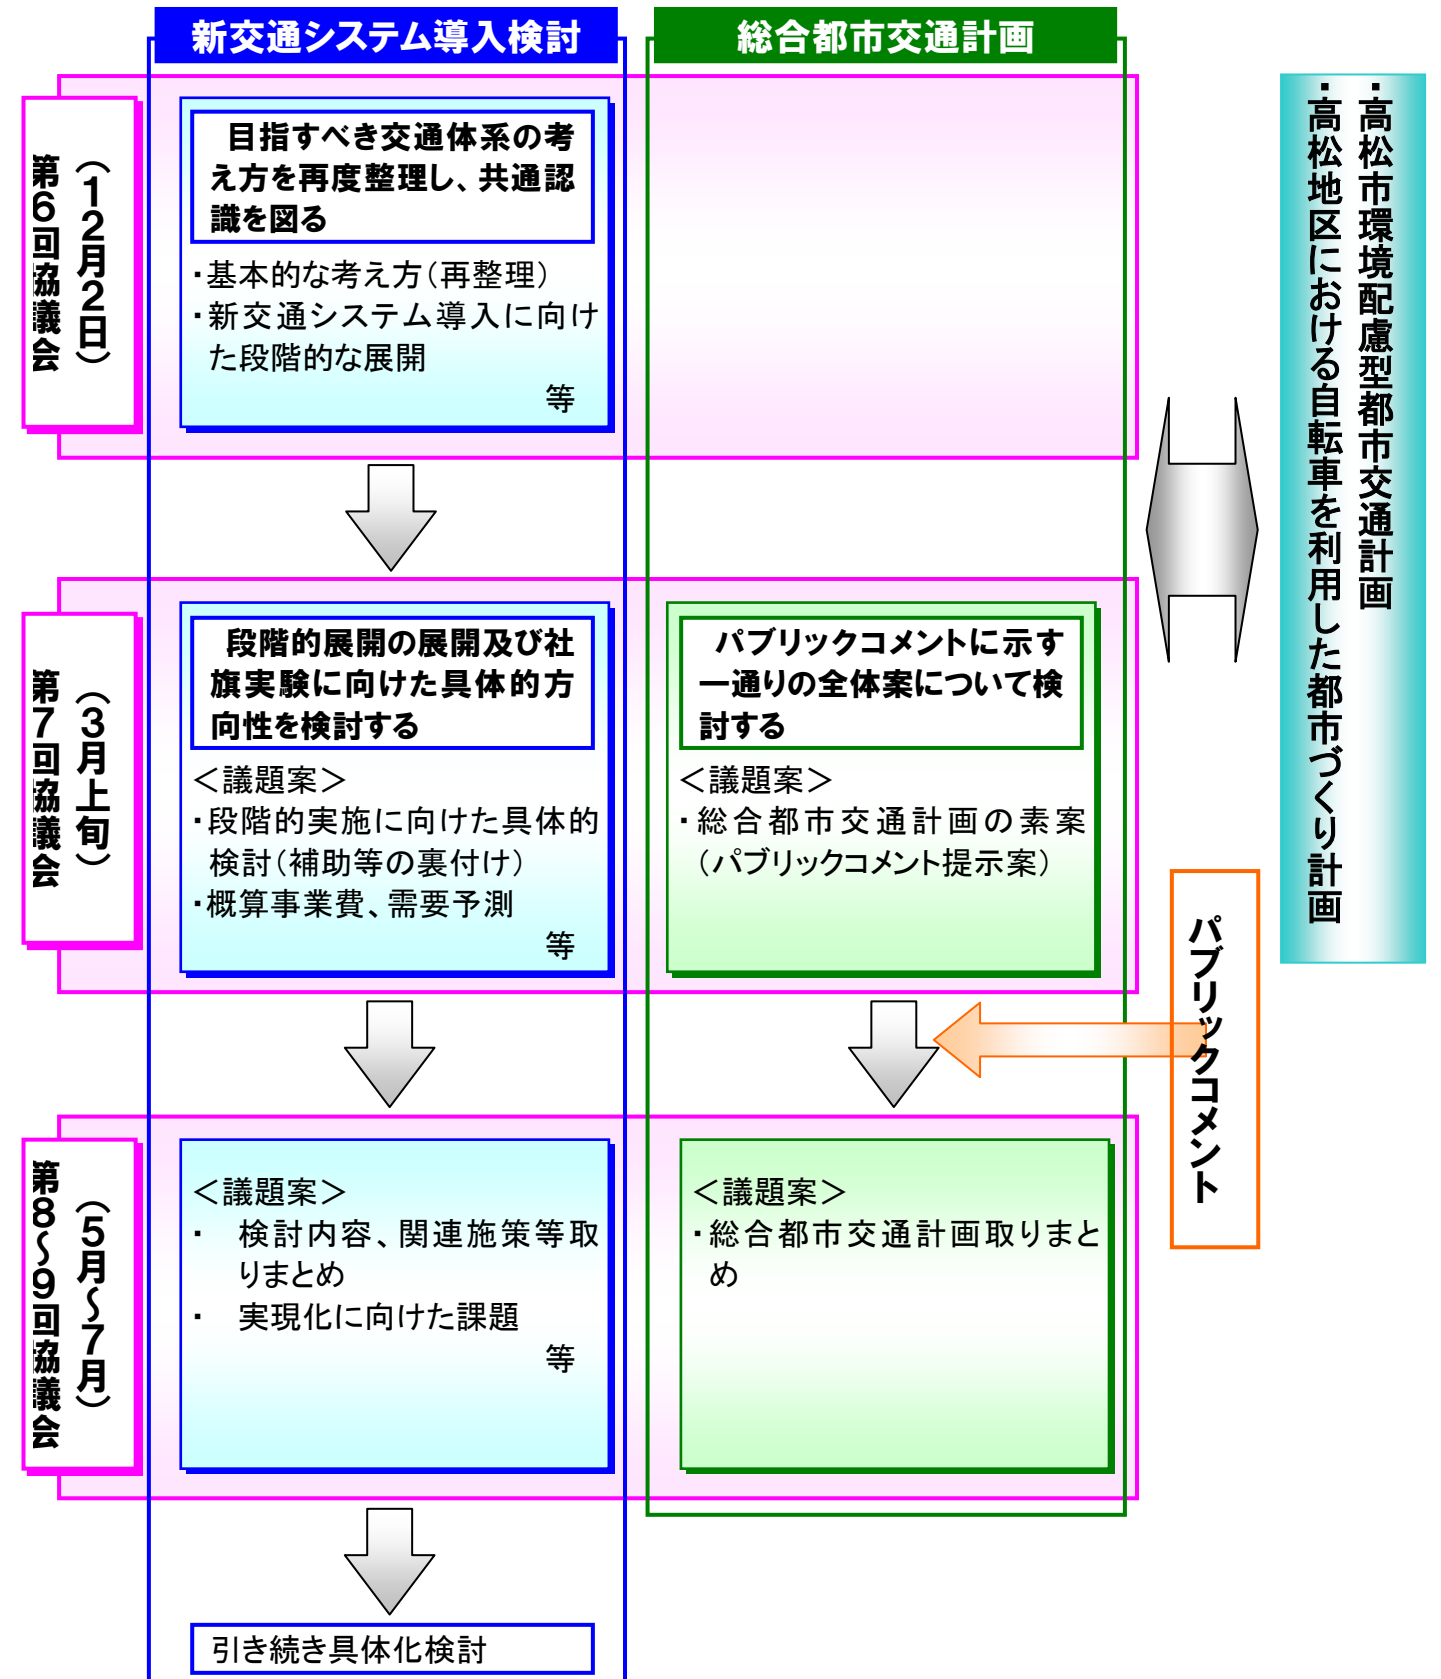 新交通システム導入検討
総合都市交通計画
第6回協議会
（12月2日）
目指すべき交通体系の考
え方を再度整理し、共通認
識を図る
・基本的な考え方（再整理）
・新交通システム導入に向け
た段階的な展開
等
・高松市環境配慮型都市交通計画
・高松地区における自転車を利用した都市づくり計画
第7回協議会
（3月上旬）
段階的展開の展開及び社
旗実験に向けた具体的方
向性を検討する
＜議題案＞
・段階的実施に向けた具体的
検討（補助等の裏付け）
・概算事業費、需要予測
等
パブリックコメントに示す
一通りの全体案について検
討する
＜議題案＞
・総合都市交通計画の素案
（パブリックコメント提示案）
パブリックコメント
第8～9回協議会
（5月～7月）
＜議題案＞
・　検討内容、関連施策等取
りまとめ
・　実現化に向けた課題
等
＜議題案＞
・総合都市交通計画取りまと
め
引き続き具体化検討